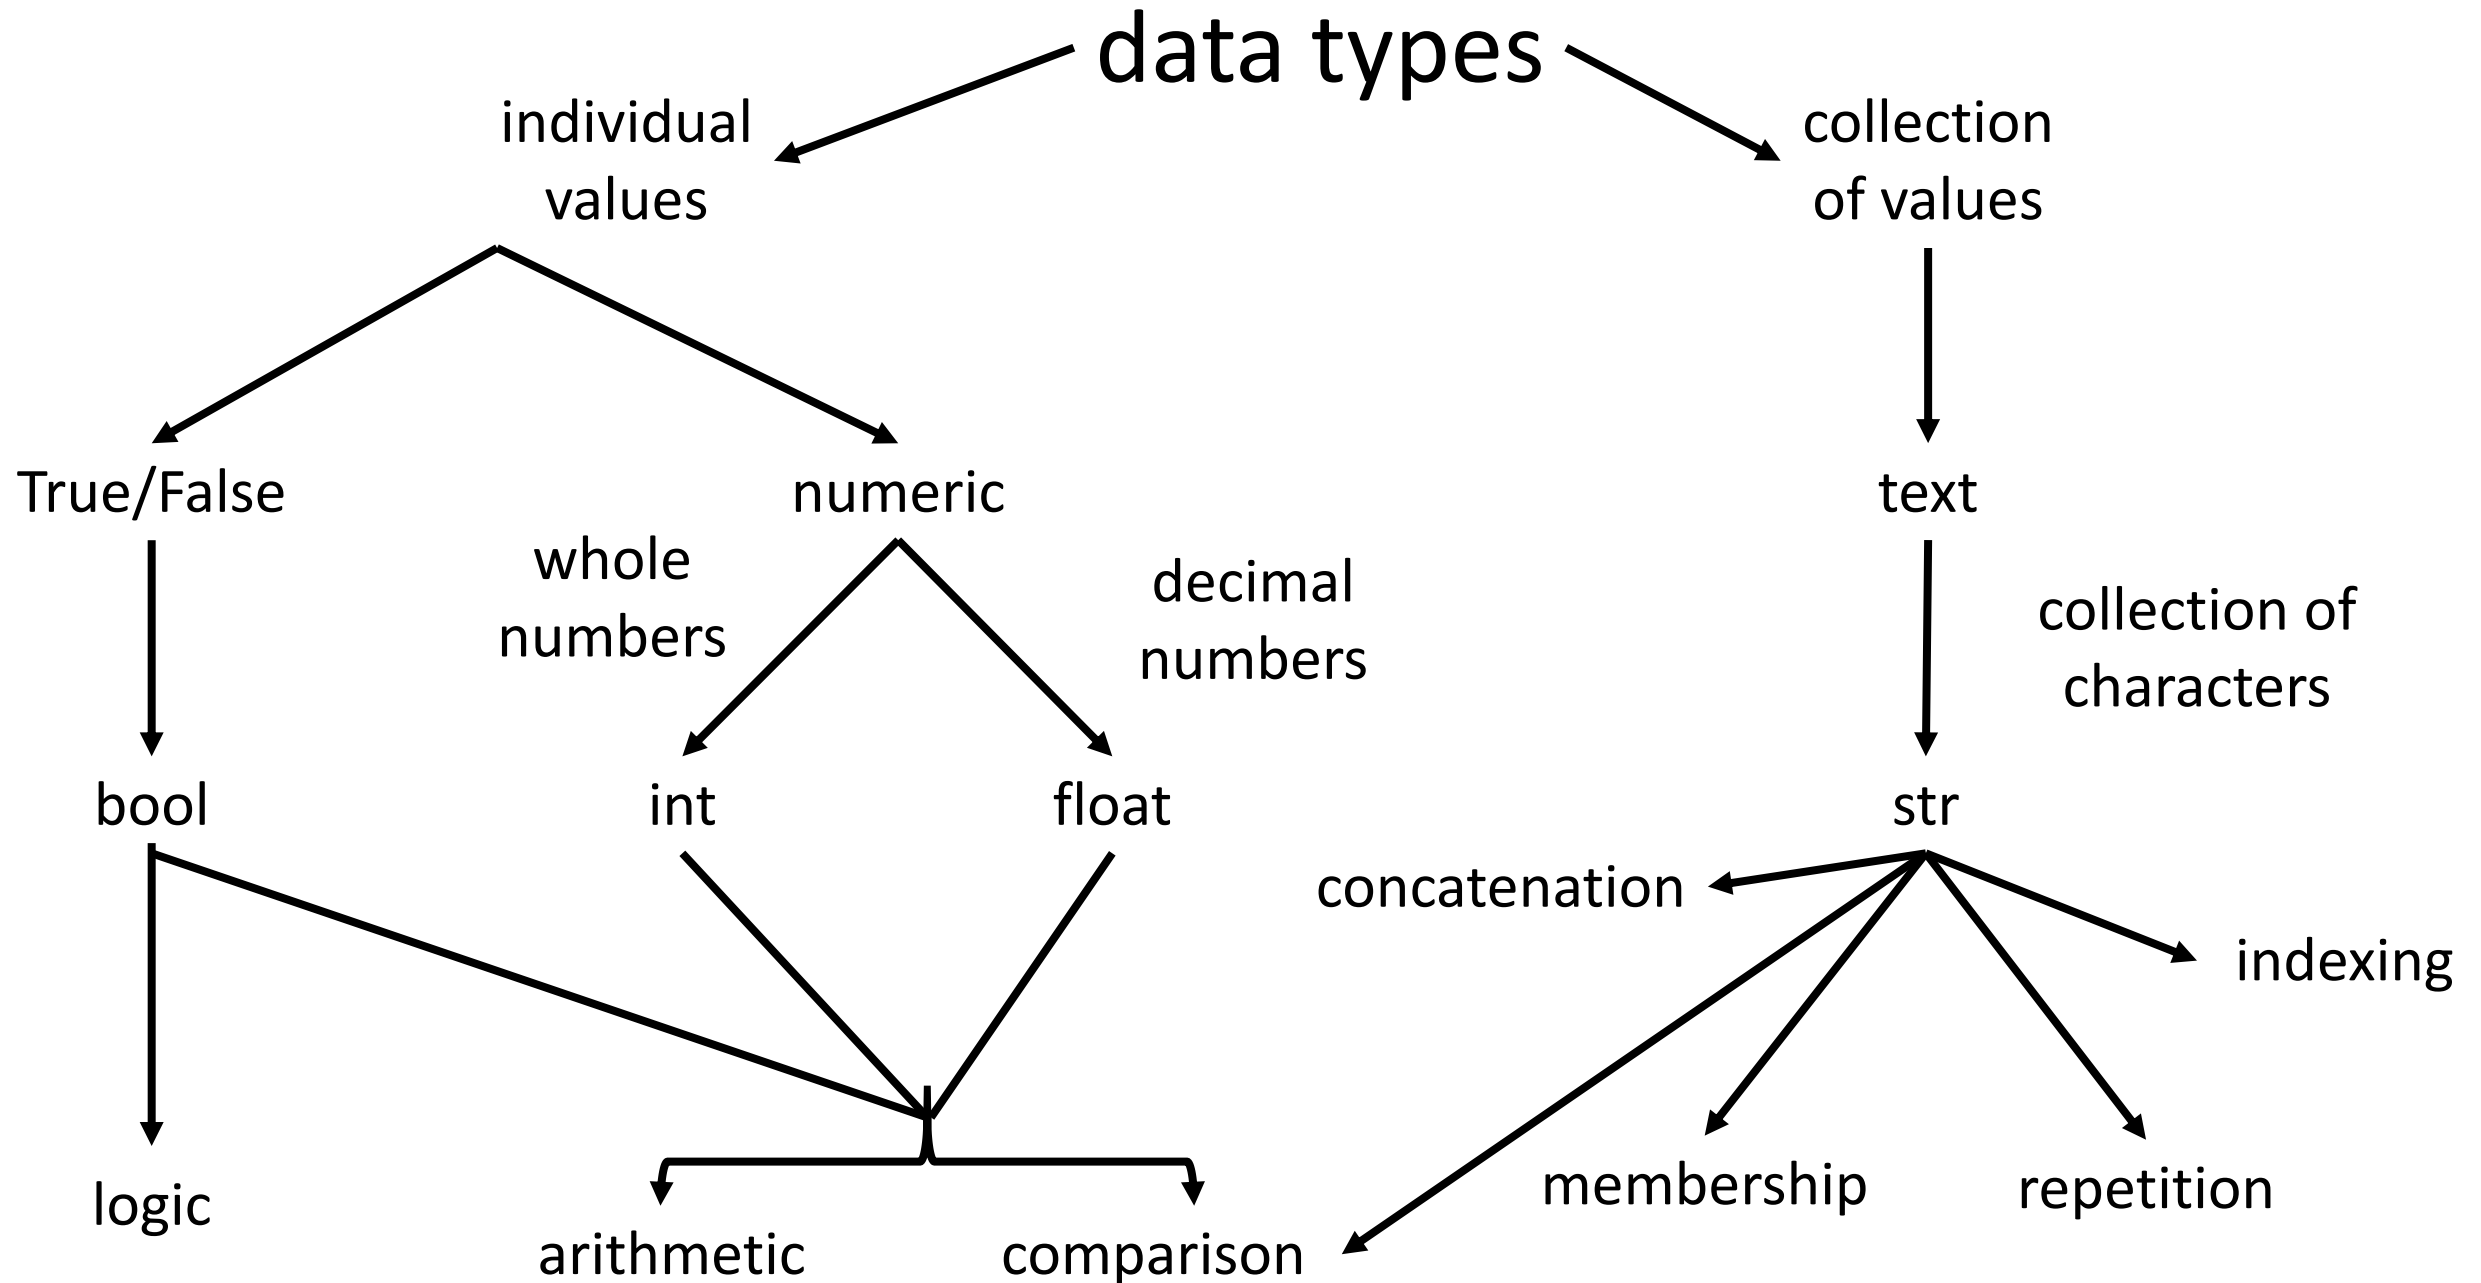 data types
individual
values
collection
of values
True/False
numeric
text
whole
numbers
decimal
numbers
collection of
characters
bool
int
float
str
concatenation
indexing
logic
arithmetic
comparison
membership
repetition